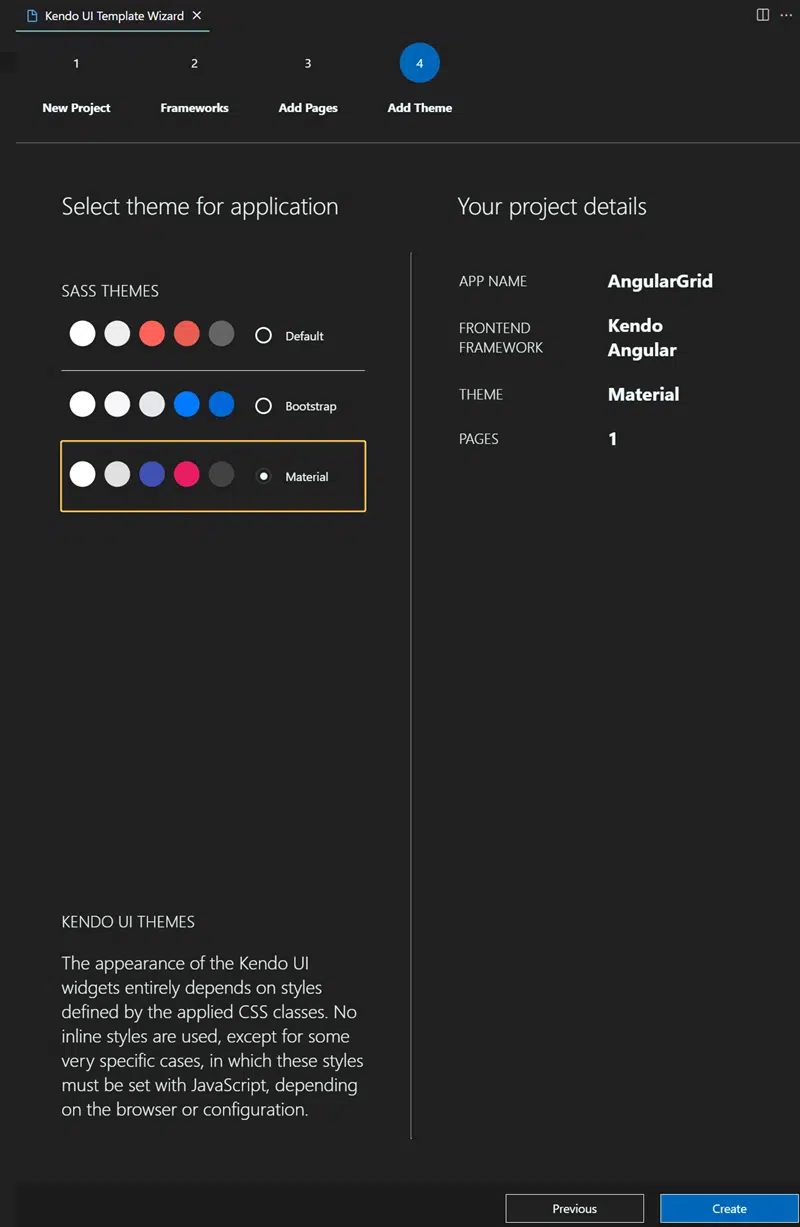 Kendo UI Template Wizard
1 2 3 4
New Project Frameworks Add Pages Add Theme
Select theme for application
SASS THEMES
Default
Bootstrap
Material
KENDO UI THEMES
The appearance of the Kendo UI
widgets entirely depends on styles
defined by the applied CSS classes. No
inline styles are used, except for some
very specific cases, in which these styles
must be set with JavaScript, depending
on the browser or configuration.
Your project details
APP NAME AngularGrid
FRONTEND Kendo
FRAMEWORK Angular
THEME Material
PAGES 1
Previous Create